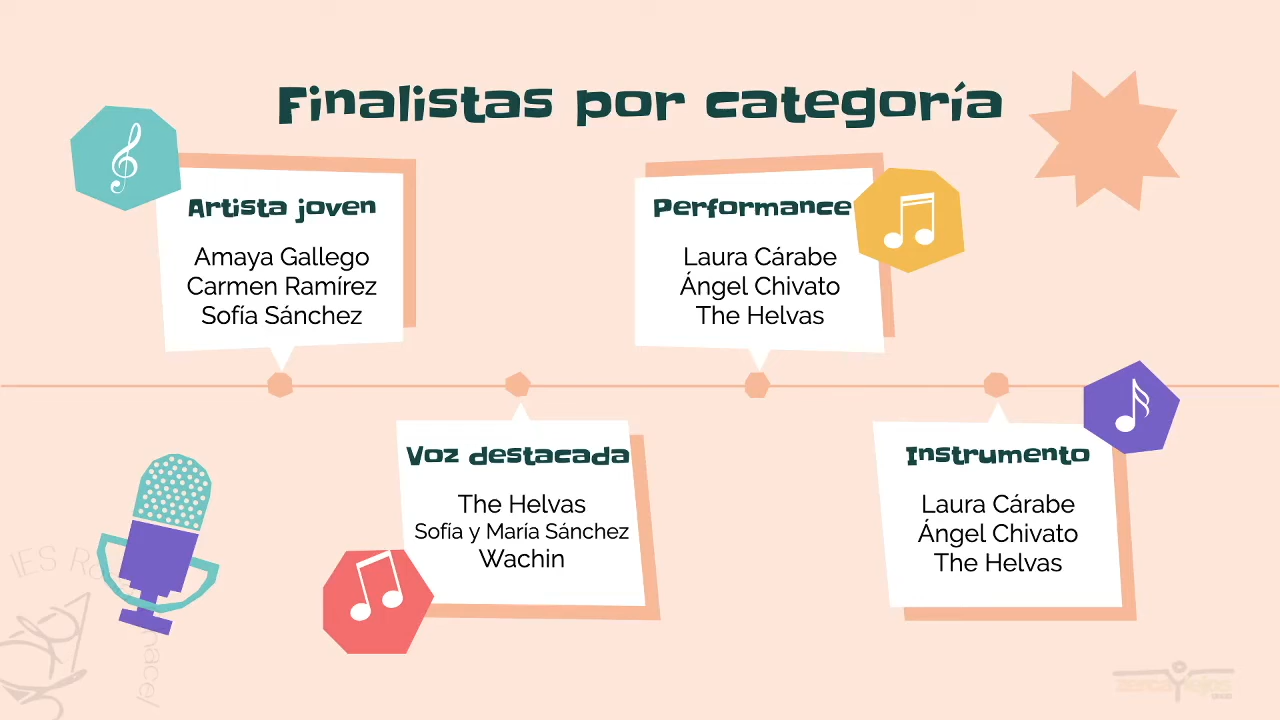 Finalistas por categoría
Artista joven
Amaya Gallego
Carmen Ramírez
Sofía Sánchez
Performance
Laura Cárabe
Ángel Chivato
The Helvas
Voz destacada
The Helvas
Sofía y María Sánchez
Wachin
Instrumento
Laura Cárabe
Ángel Chivato
The Helvas
IES